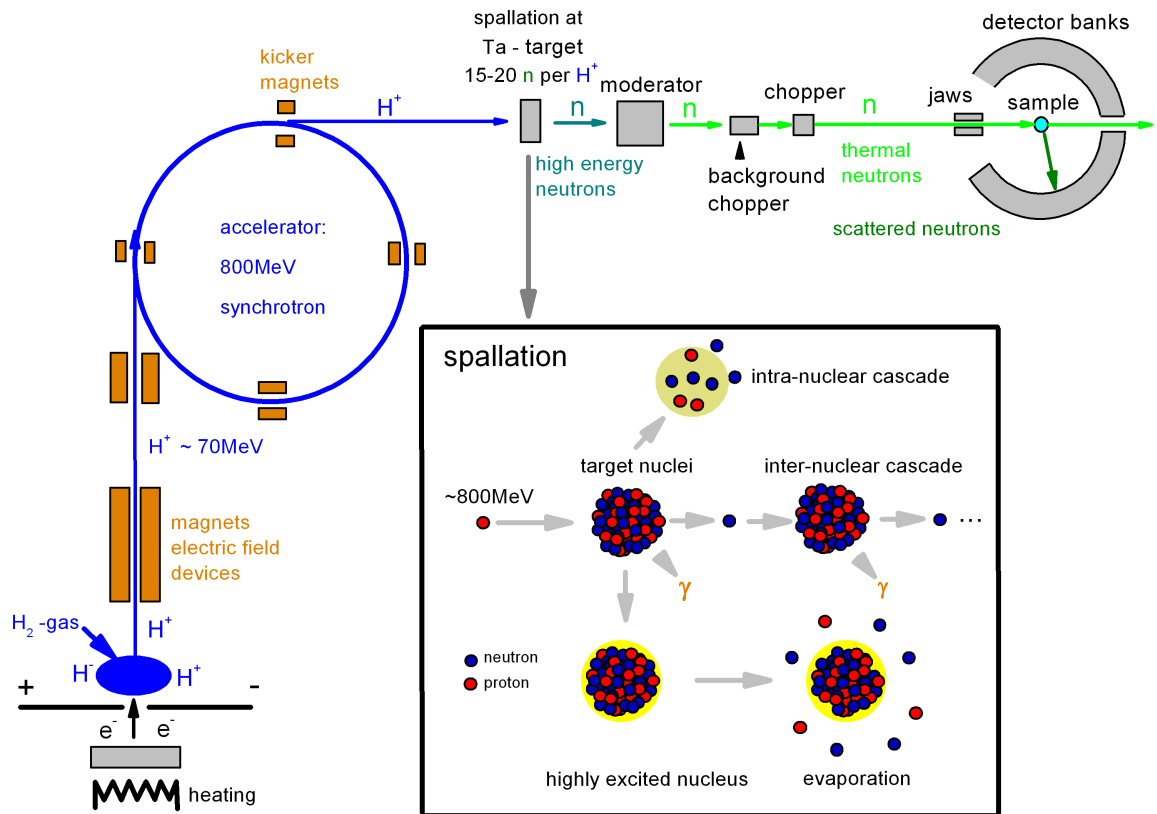 spallation at
Ta - target
15-20 n per H⁺
detector banks
kicker
magnets
H⁺
n
moderator
n
chopper
n
jaws
sample
high energy
neutrons
background
chopper
thermal
neutrons
scattered neutrons
accelerator:
800MeV
synchrotron
H⁺ ~ 70MeV
magnets
electric field
devices
H₂ -gas
H⁺
H⁻
H⁺
+
-
e⁻
e⁻
heating
spallation
intra-nuclear cascade
target nuclei
inter-nuclear cascade
~800MeV
...
γ
γ
neutron
proton
highly excited nucleus
evaporation